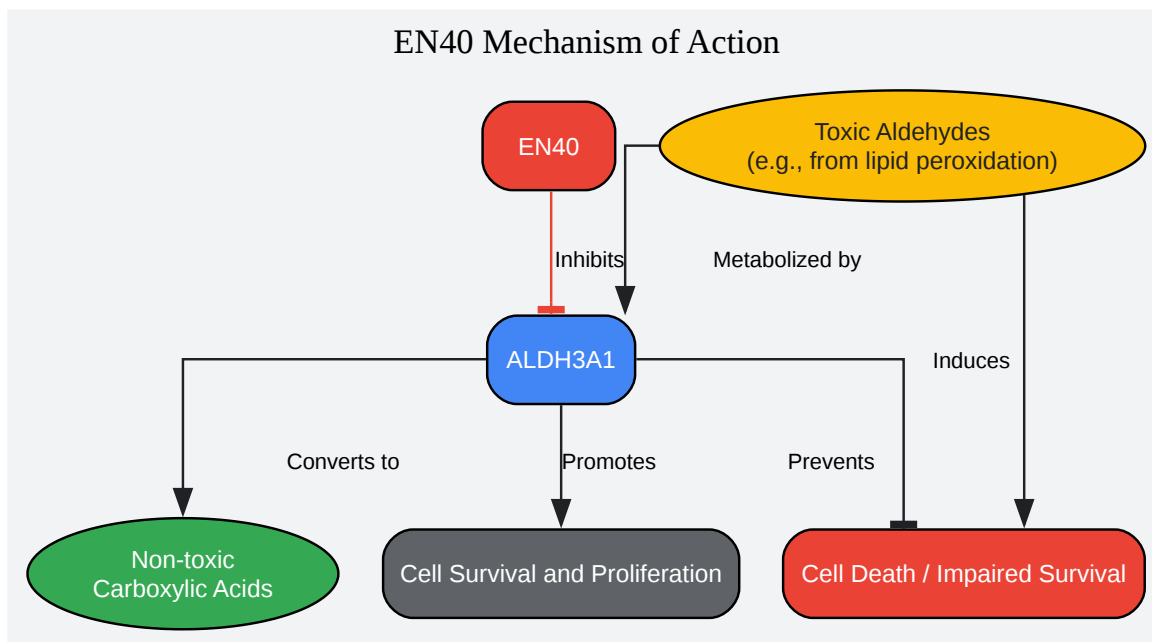 EN40 Mechanism of Action
EN40
Toxic Aldehydes
(e.g., from lipid peroxidation)
Inhibits
Metabolized by
ALDH3A1
Induces
Converts to
Promotes
Prevents
Non-toxic
Carboxylic Acids
Cell Survival and Proliferation
Cell Death / Impaired Survival